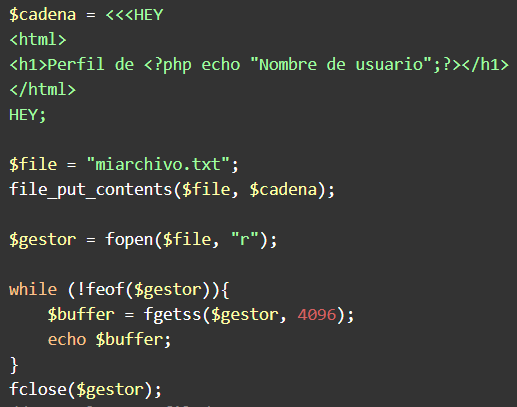 $cadena = <<<HEY
<html>
<h1>Perfil de <?php echo "Nombre de usuario";?></h1>
</html>
HEY;
$file = "miarchivo.txt";
file_put_contents($file, $cadena);
$gestor = fopen($file, "r");
while (!feof($gestor)){
$buffer = fgetss($gestor, 4096);
echo $buffer;
}
fclose($gestor);